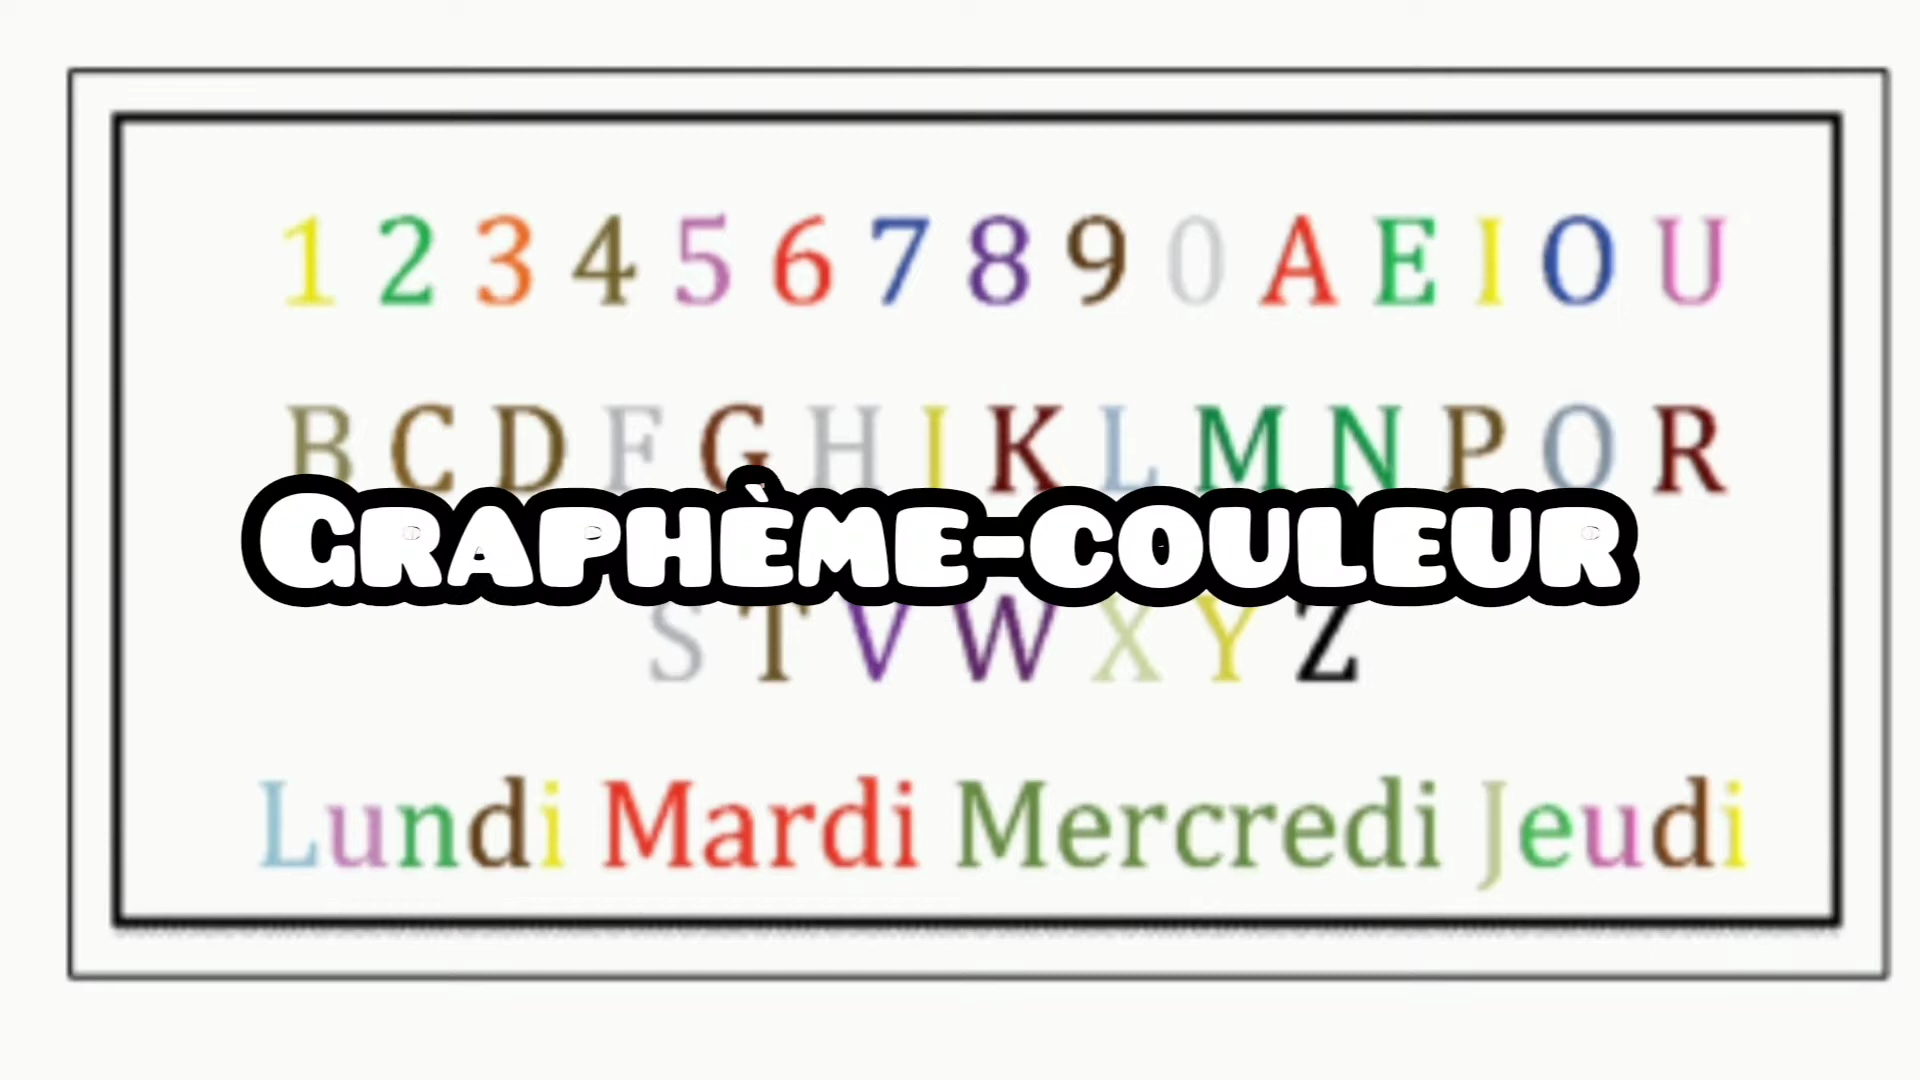 1 2 3 4 5 6 7 8 9 0 A E I O U
B C D F G H I K L M N P O R
Graphème-couleur
S T V W X Y Z
Lundi Mardi Mercredi Jeudi